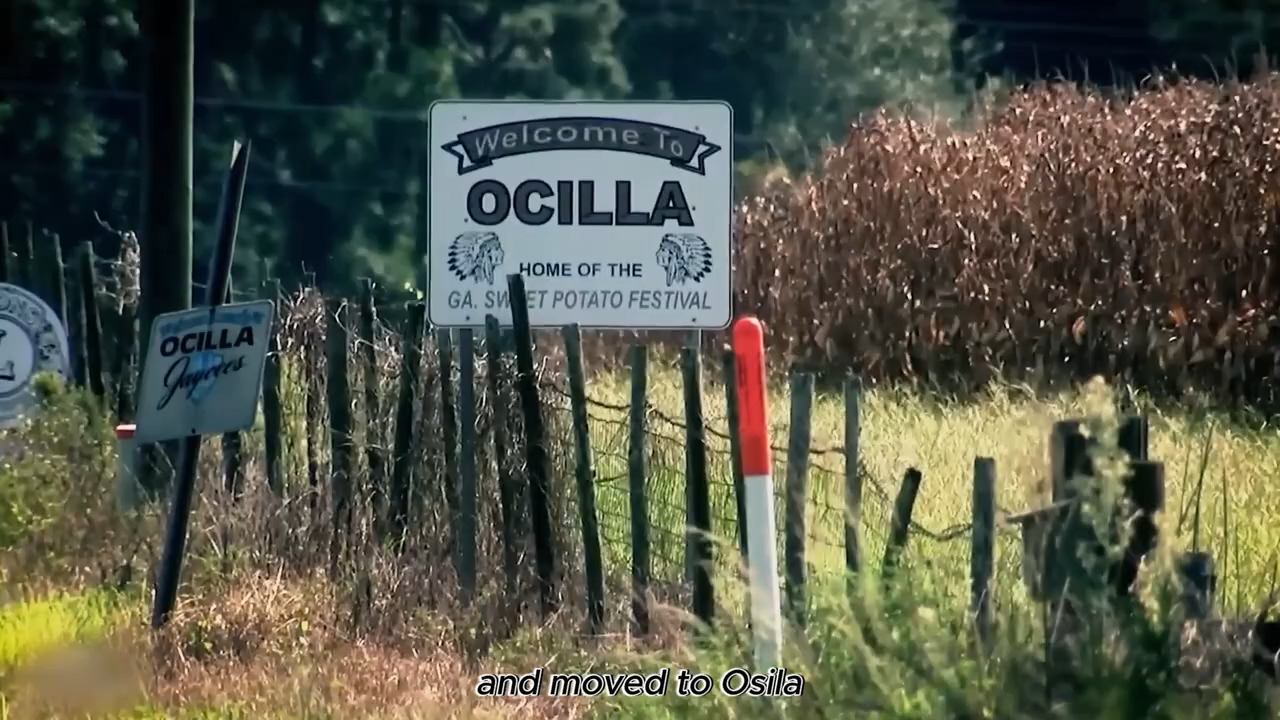 Welcome To
OCILLA
HOME OF THE
GA. SWEET POTATO FESTIVAL
OCILLA
Jaycees
and moved to Osila